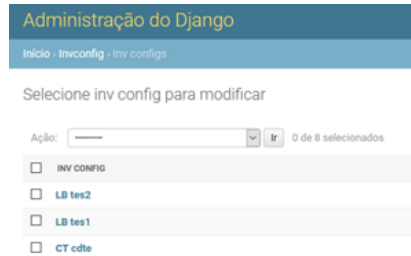 Administração do Django
Início › Invconfig › Inv configs
Selecione inv config para modificar
Ação: --------- Ir 0 de 8 selecionados
INV CONFIG
LB tes2
LB tes1
CT cdte